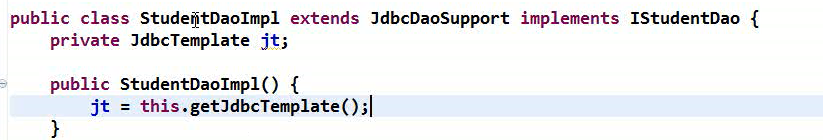 public class StudentDaoImpl extends JdbcDaoSupport implements IStudentDao {
private JdbcTemplate jt;
public StudentDaoImpl() {
jt = this.getJdbcTemplate();
}